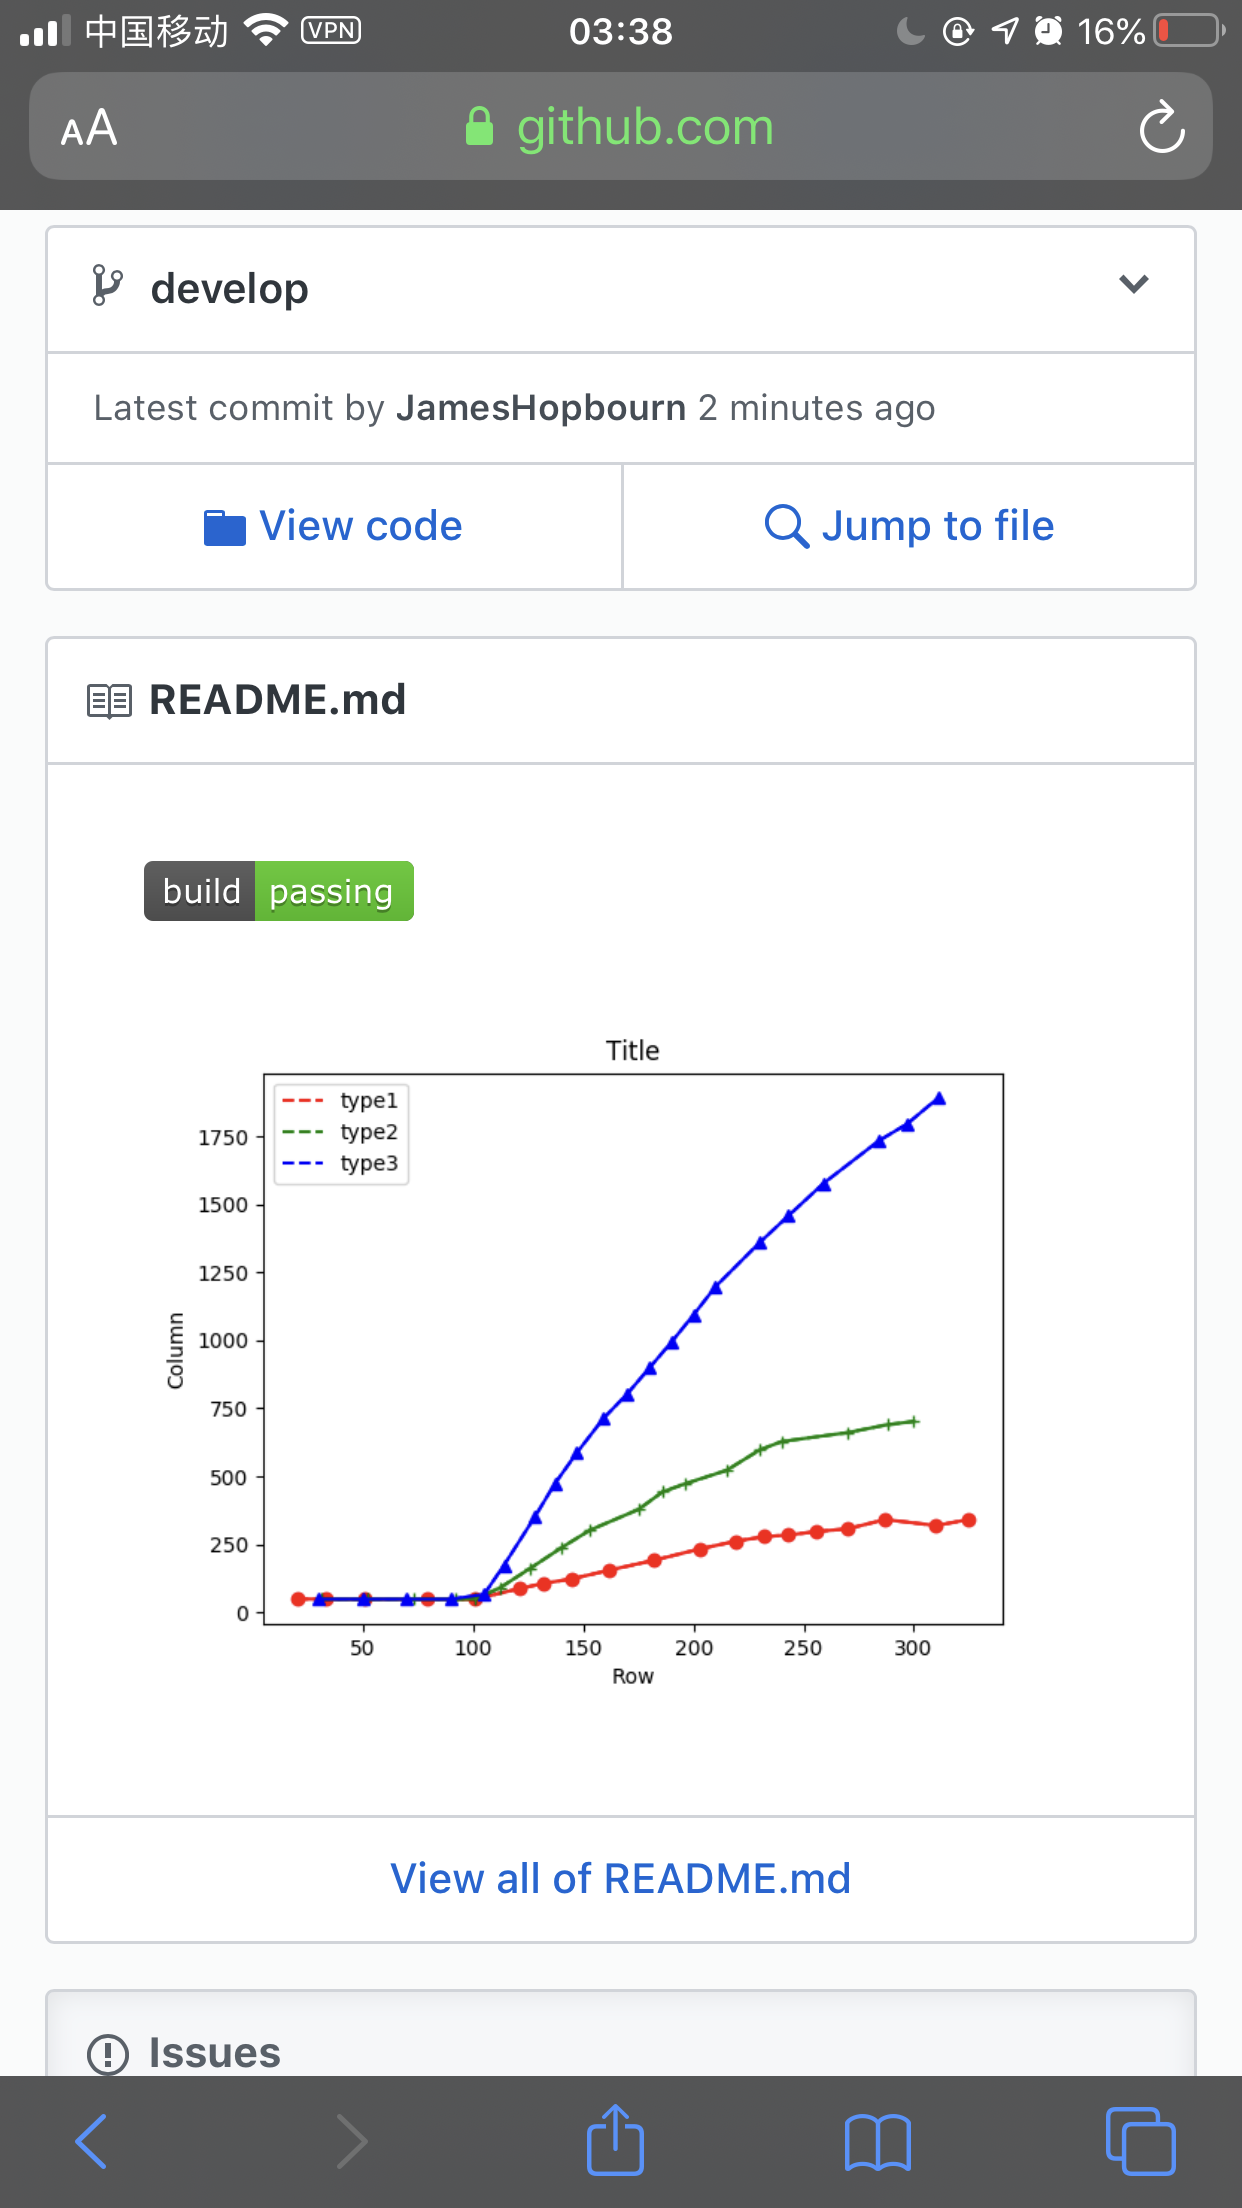 中国移动 VPN 03:38 16%
AA github.com
develop
Latest commit by JamesHopbourn 2 minutes ago
View code Jump to file
README.md
build passing
Title
type1
type2
type3
1750
1500
1250
1000
750
500
250
0
Column
50 100 150 200 250 300
Row
View all of README.md
Issues